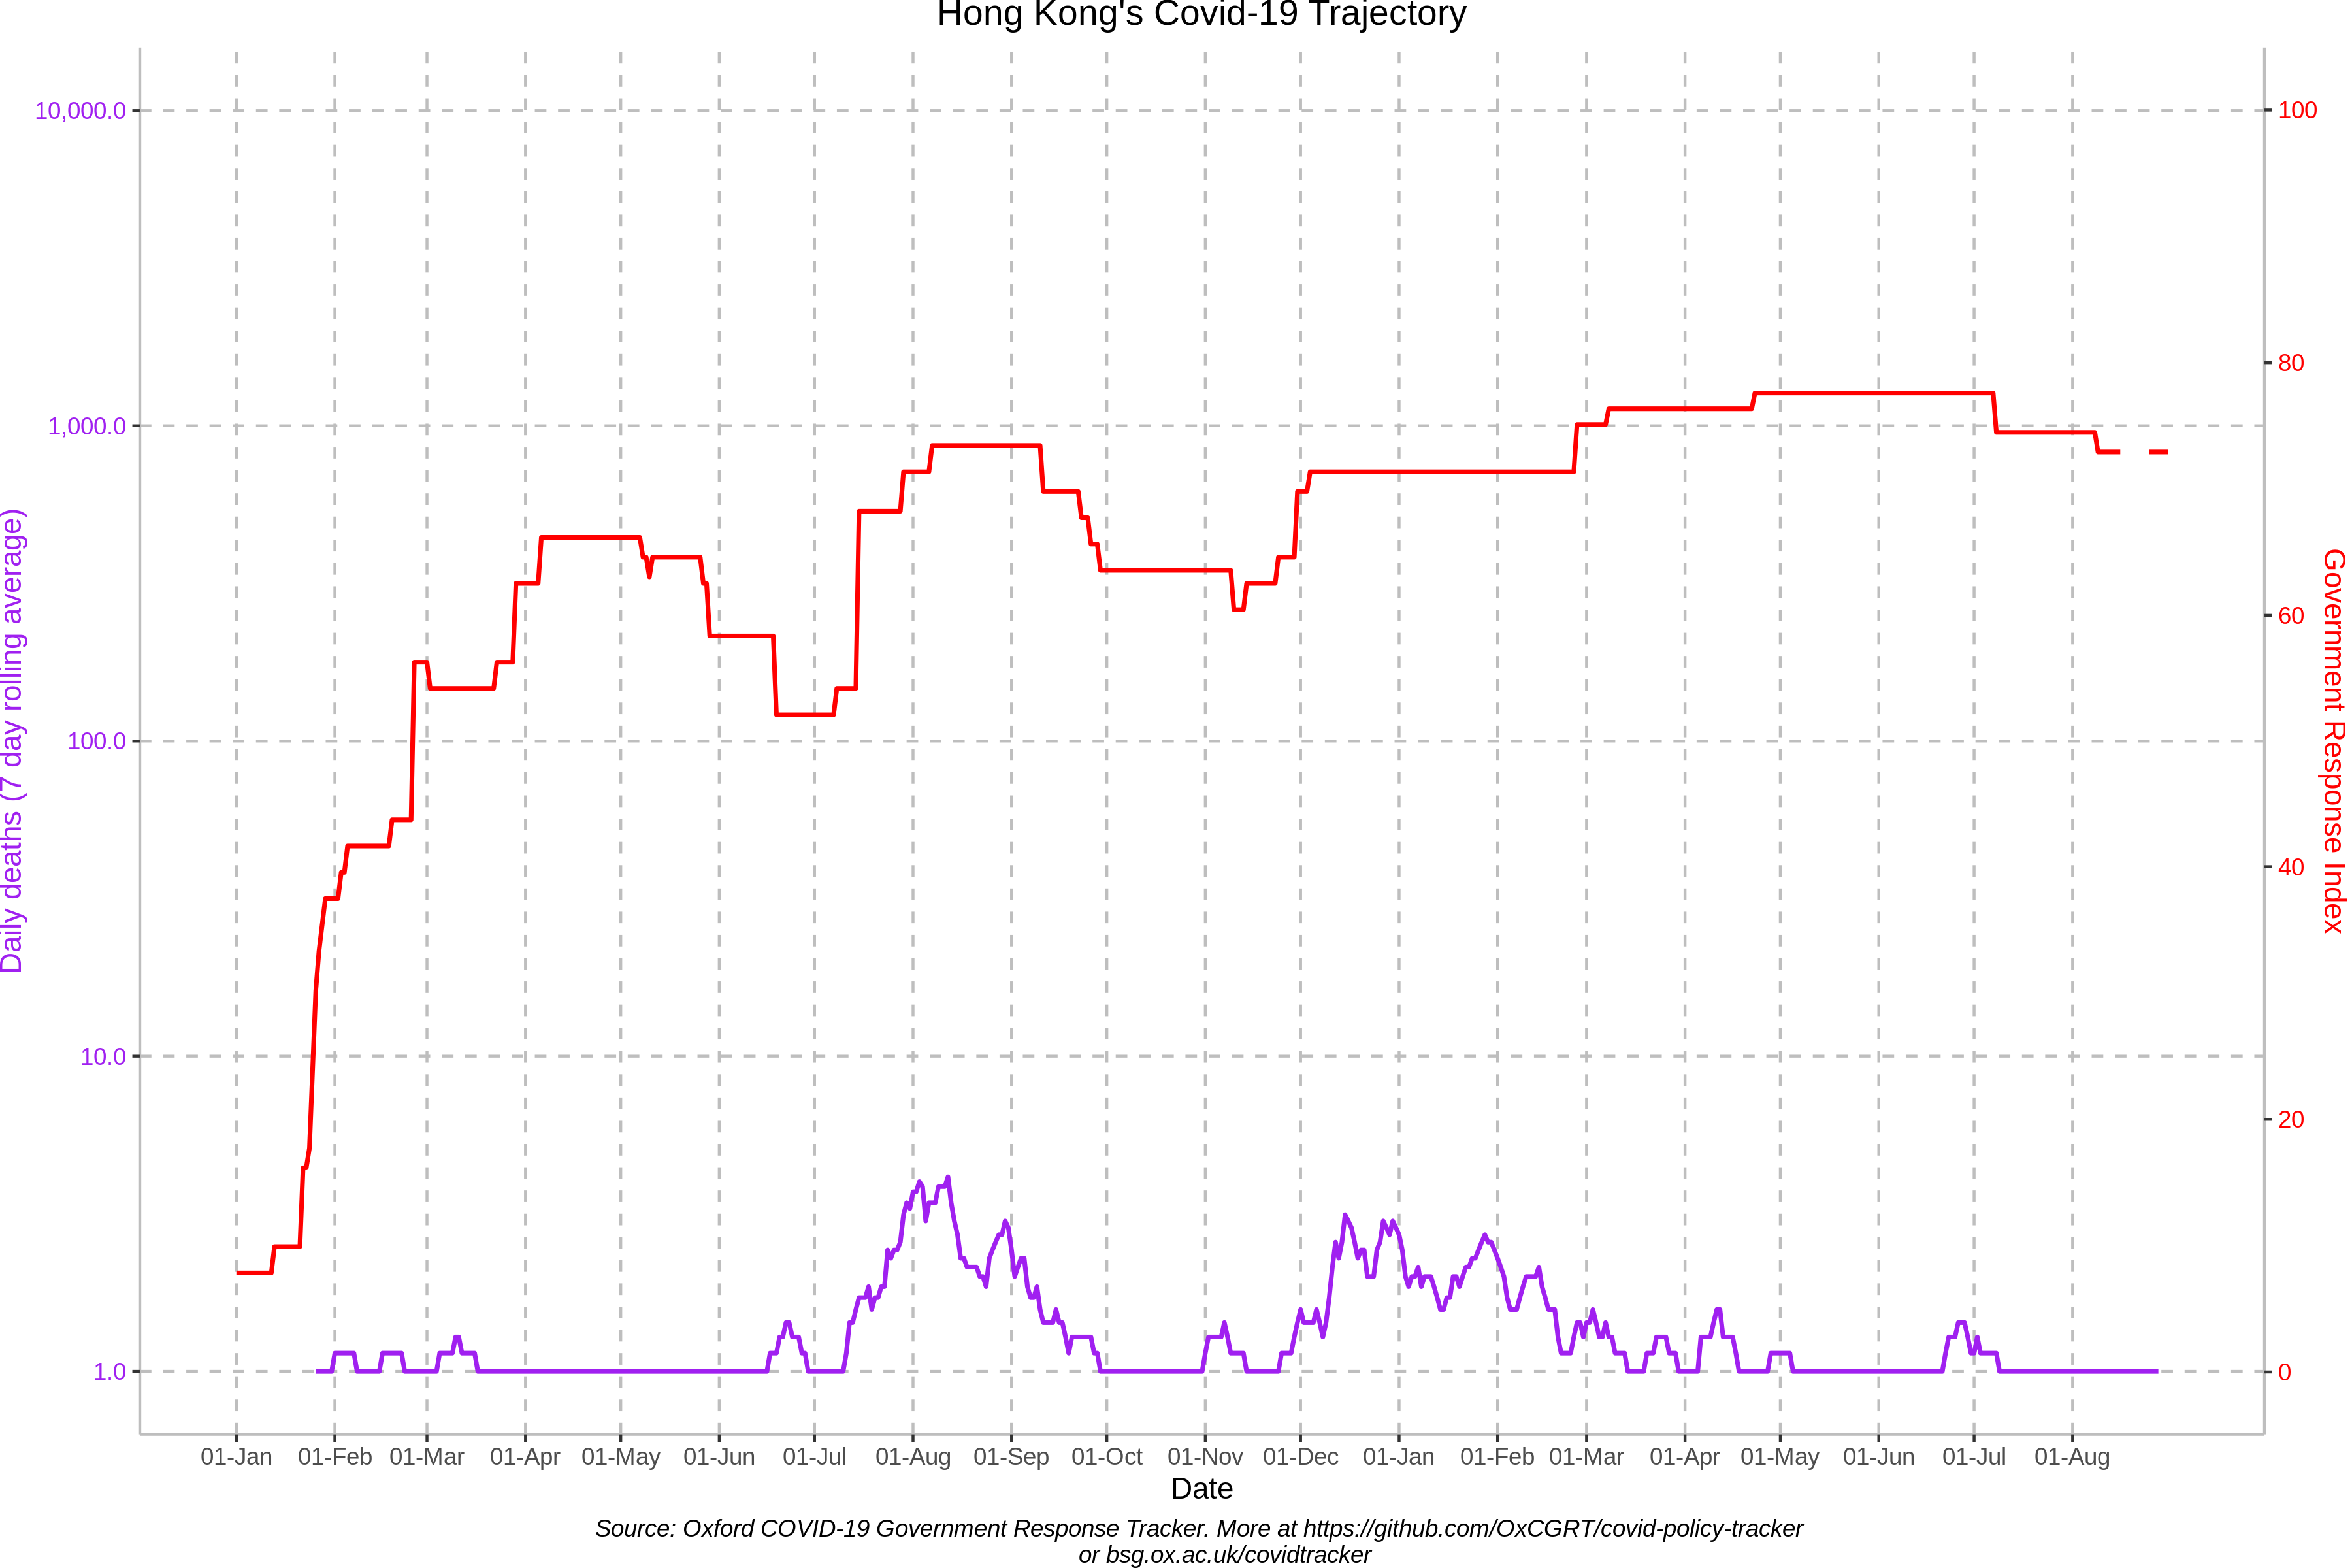 Hong Kong's Covid-19 Trajectory
10,000.0
1,000.0
100.0
10.0
1.0
Daily deaths (7 day rolling average)
100
80
60
40
20
0
Government Response Index
01-Jan 01-Feb 01-Mar 01-Apr 01-May 01-Jun 01-Jul 01-Aug 01-Sep 01-Oct 01-Nov 01-Dec 01-Jan 01-Feb 01-Mar 01-Apr 01-May 01-Jun 01-Jul 01-Aug
Date
Source: Oxford COVID-19 Government Response Tracker. More at https://github.com/OxCGRT/covid-policy-tracker
or bsg.ox.ac.uk/covidtracker